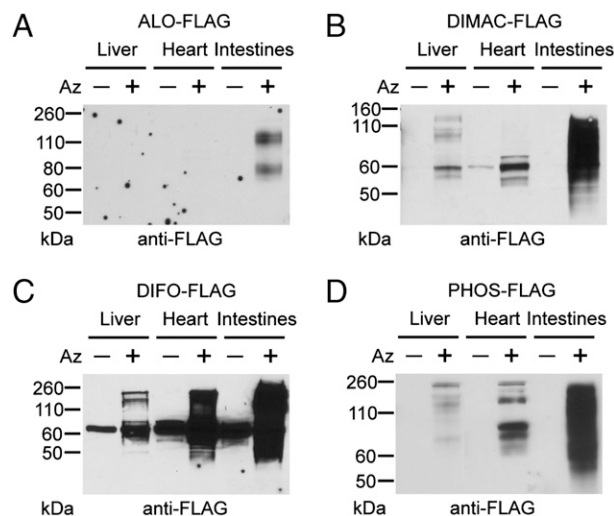 A
ALO-FLAG
Liver Heart Intestines
Az − + − + − +
260
110
80
60
50
kDa anti-FLAG
B
DIMAC-FLAG
Liver Heart Intestines
Az − + − + − +
160
110
60
50
kDa anti-FLAG
C
DIFO-FLAG
Liver Heart Intestines
Az − + − + − +
260
110
60
50
kDa anti-FLAG
D
PHOS-FLAG
Liver Heart Intestines
Az − + − + − +
260
110
60
50
kDa anti-FLAG